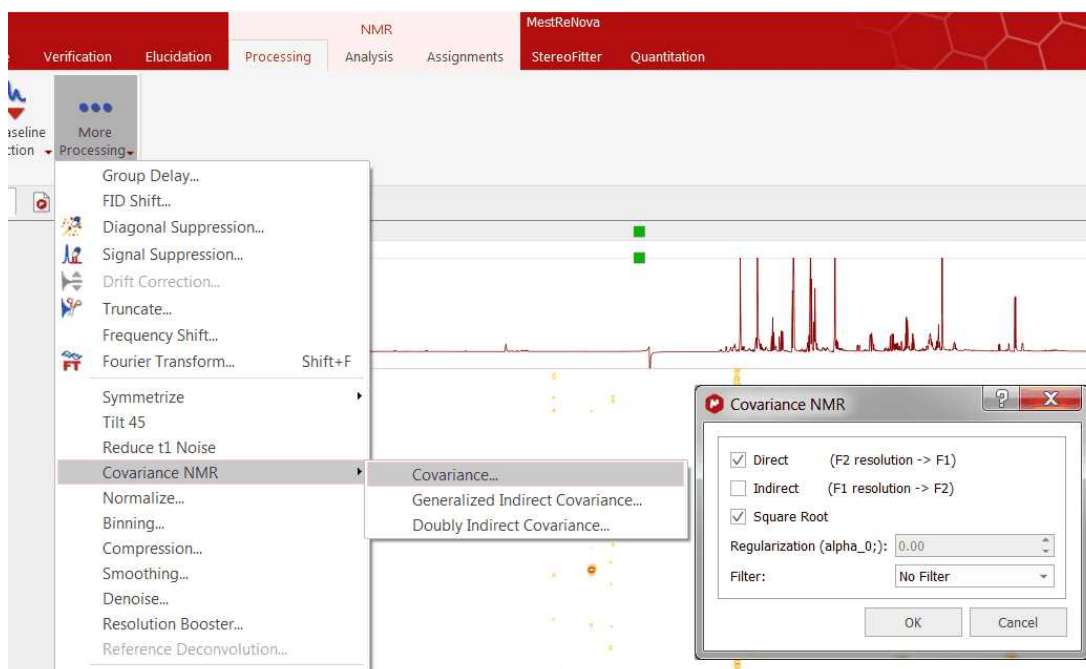 NMR
MestReNova
Verification
Elucidation
Processing
Analysis
Assignments
StereoFitter
Quantitation
More
Processing
Group Delay...
FID Shift...
Diagonal Suppression...
Signal Suppression...
Drift Correction...
Truncate...
Frequency Shift...
Fourier Transform... Shift+F
Symmetrize
Tilt 45
Reduce t1 Noise
Covariance NMR
Normalize...
Binning...
Compression...
Smoothing...
Denoise...
Resolution Booster...
Reference Deconvolution...
Covariance...
Generalized Indirect Covariance...
Doubly Indirect Covariance...
Covariance NMR
Direct (F2 resolution -> F1)
Indirect (F1 resolution -> F2)
Square Root
Regularization (alpha_0;): 0.00
Filter: No Filter
OK
Cancel